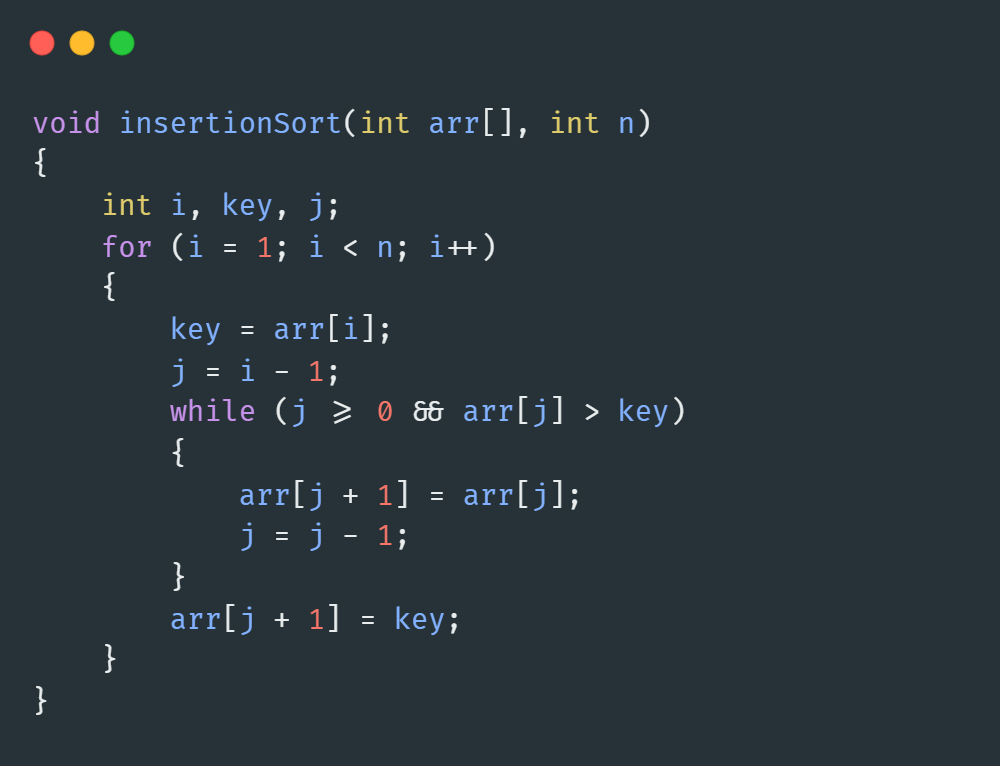 void insertionSort(int arr[], int n)
{
    int i, key, j;
    for (i = 1; i < n; i++)
    {
        key = arr[i];
        j = i - 1;
        while (j >= 0 && arr[j] > key)
        {
            arr[j + 1] = arr[j];
            j = j - 1;
        }
        arr[j + 1] = key;
    }
}